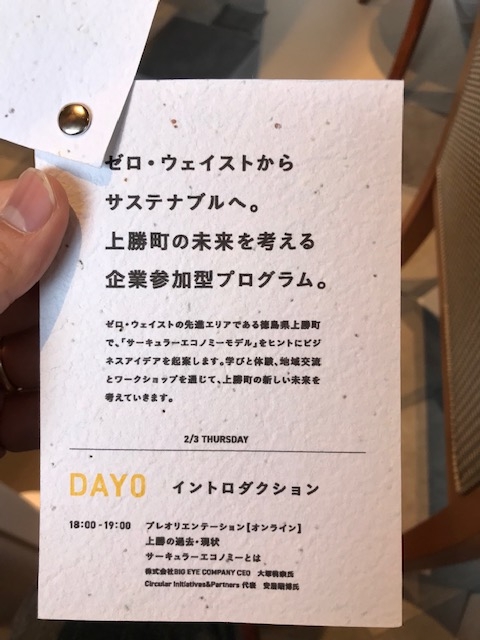 ゼロ・ウェイストから
サステナブルへ。
上勝町の未来を考える
企業参加型プログラム。
ゼロ・ウェイストの先進エリアである徳島県上勝町
で、「サーキュラーエコノミーモデル」をヒントにビジ
ネスアイデアを起案します。学びと体験、地域交流
とワークショップを通じて、上勝町の新しい未来を
考えていきます。
2/3 THURSDAY
DAY0 イントロダクション
18:00 - 19:00 プレオリエンテーション【オンライン】
上勝の過去・現状
サーキュラーエコノミーとは
株式会社BIG EYE COMPANY CEO 大塚桃奈氏
Circular Initiatives&Partners 代表 安居昭博氏